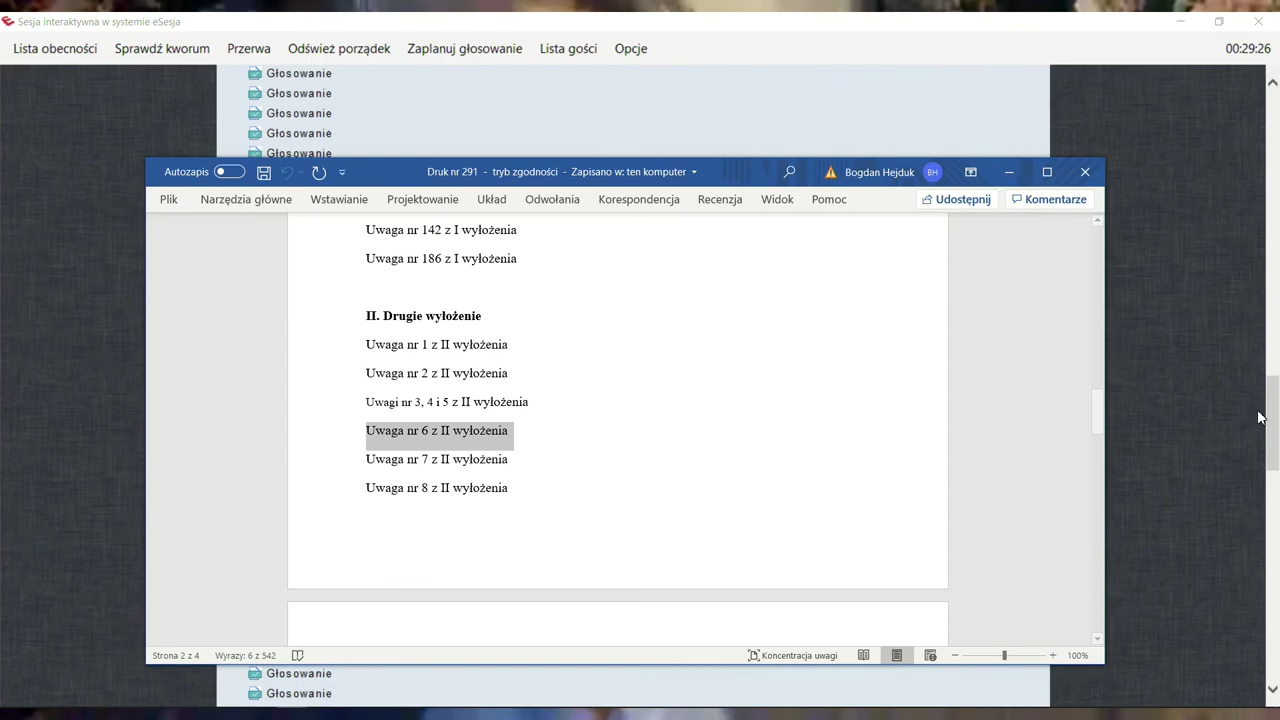 Sesja interaktywna w systemie eSesja
Lista obecności Sprawdź kworum Przerwa Odśwież porządek Zaplanuj głosowanie Lista gości Opcje 00:29:26
Głosowanie
Głosowanie
Głosowanie
Głosowanie
Głosowanie
Autozapis Druk nr 291 - tryb zgodności - Zapisano w: ten komputer Bogdan Hejduk BH
Plik Narzędzia główne Wstawianie Projektowanie Układ Odwołania Korespondencja Recenzja Widok Pomoc Udostępnij Komentarze
Uwaga nr 142 z I wyłożenia
Uwaga nr 186 z I wyłożenia
II. Drugie wyłożenie
Uwaga nr 1 z II wyłożenia
Uwaga nr 2 z II wyłożenia
Uwagi nr 3, 4 i 5 z II wyłożenia
Uwaga nr 6 z II wyłożenia
Uwaga nr 7 z II wyłożenia
Uwaga nr 8 z II wyłożenia
Strona 2 z 4 Wyrazy: 6 z 542 Koncentracja uwagi 100%
Głosowanie
Głosowanie